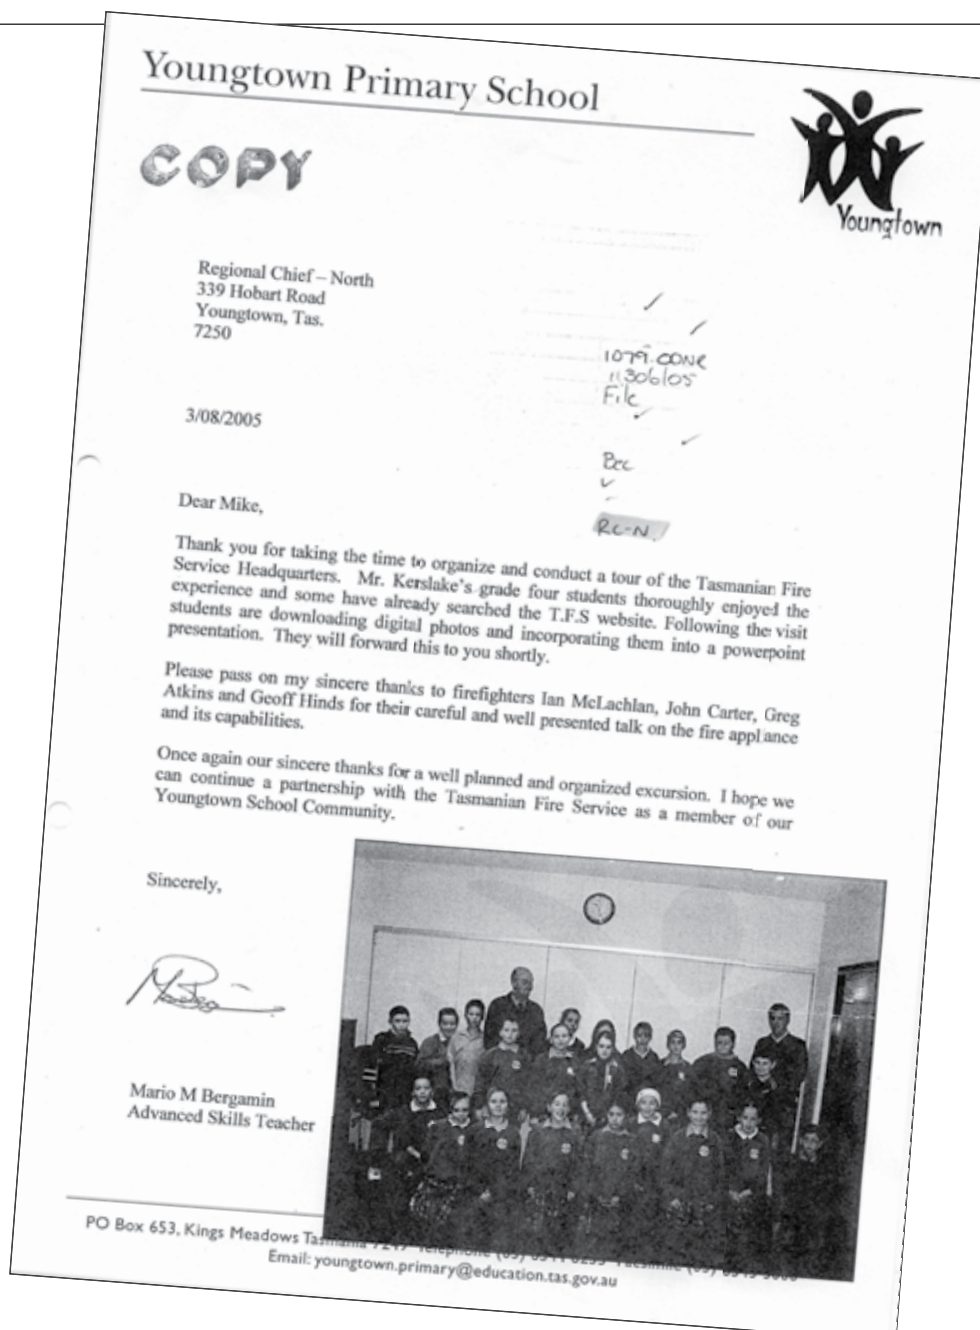 Youngtown Primary School
COPY
Youngtown
Regional Chief – North
339 Hobart Road
Youngtown, Tas.
7250
File
RC-N
3/08/2005
Dear Mike,
Thank you for taking the time to organize and conduct a tour of the Tasmanian Fire
Service Headquarters. Mr. Kerslake's grade four students thoroughly enjoyed the
experience and some have already searched the T.F.S website. Following the visit
students are downloading digital photos and incorporating them into a powerpoint
presentation. They will forward this to you shortly.
Please pass on my sincere thanks to firefighters Ian McLachlan, John Carter, Greg
Atkins and Geoff Hinds for their careful and well presented talk on the fire appliance
and its capabilities.
Once again our sincere thanks for a well planned and organized excursion. I hope we
can continue a partnership with the Tasmanian Fire Service as a member of our
Youngtown School Community.
Sincerely,
Mario M Bergamin
Advanced Skills Teacher
PO Box 653, Kings Meadows Tasmania
Email: youngtown.primary@education.tas.gov.au